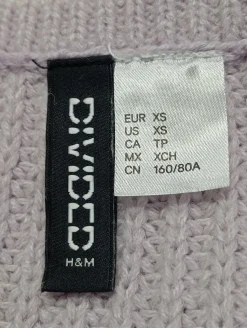 DIVIDED
H&M
EUR XS
US XS
CA TP
MX XCH
CN 160/80A